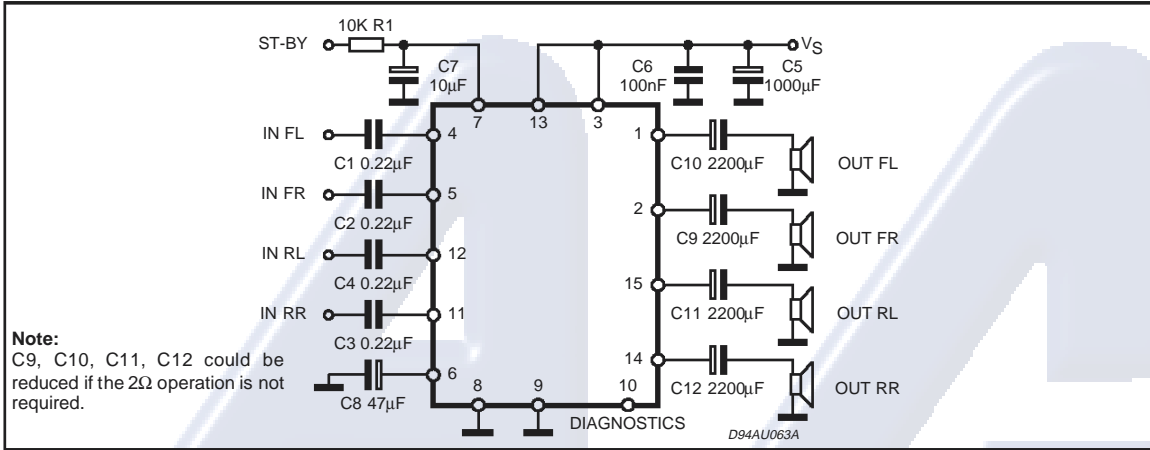 10K R1
ST-BY
C7
10µF
C6
100nF
C5
1000µF
VS
7
13
3
IN FL
C1 0.22µF
4
1
C10 2200µF
OUT FL
IN FR
C2 0.22µF
5
2
C9 2200µF
OUT FR
IN RL
C4 0.22µF
12
15
C11 2200µF
OUT RL
IN RR
C3 0.22µF
11
14
C12 2200µF
OUT RR
C8 47µF
6
8
9
10
DIAGNOSTICS
D94AU063A
Note:
C9, C10, C11, C12 could be
reduced if the 2Ω operation is not
required.